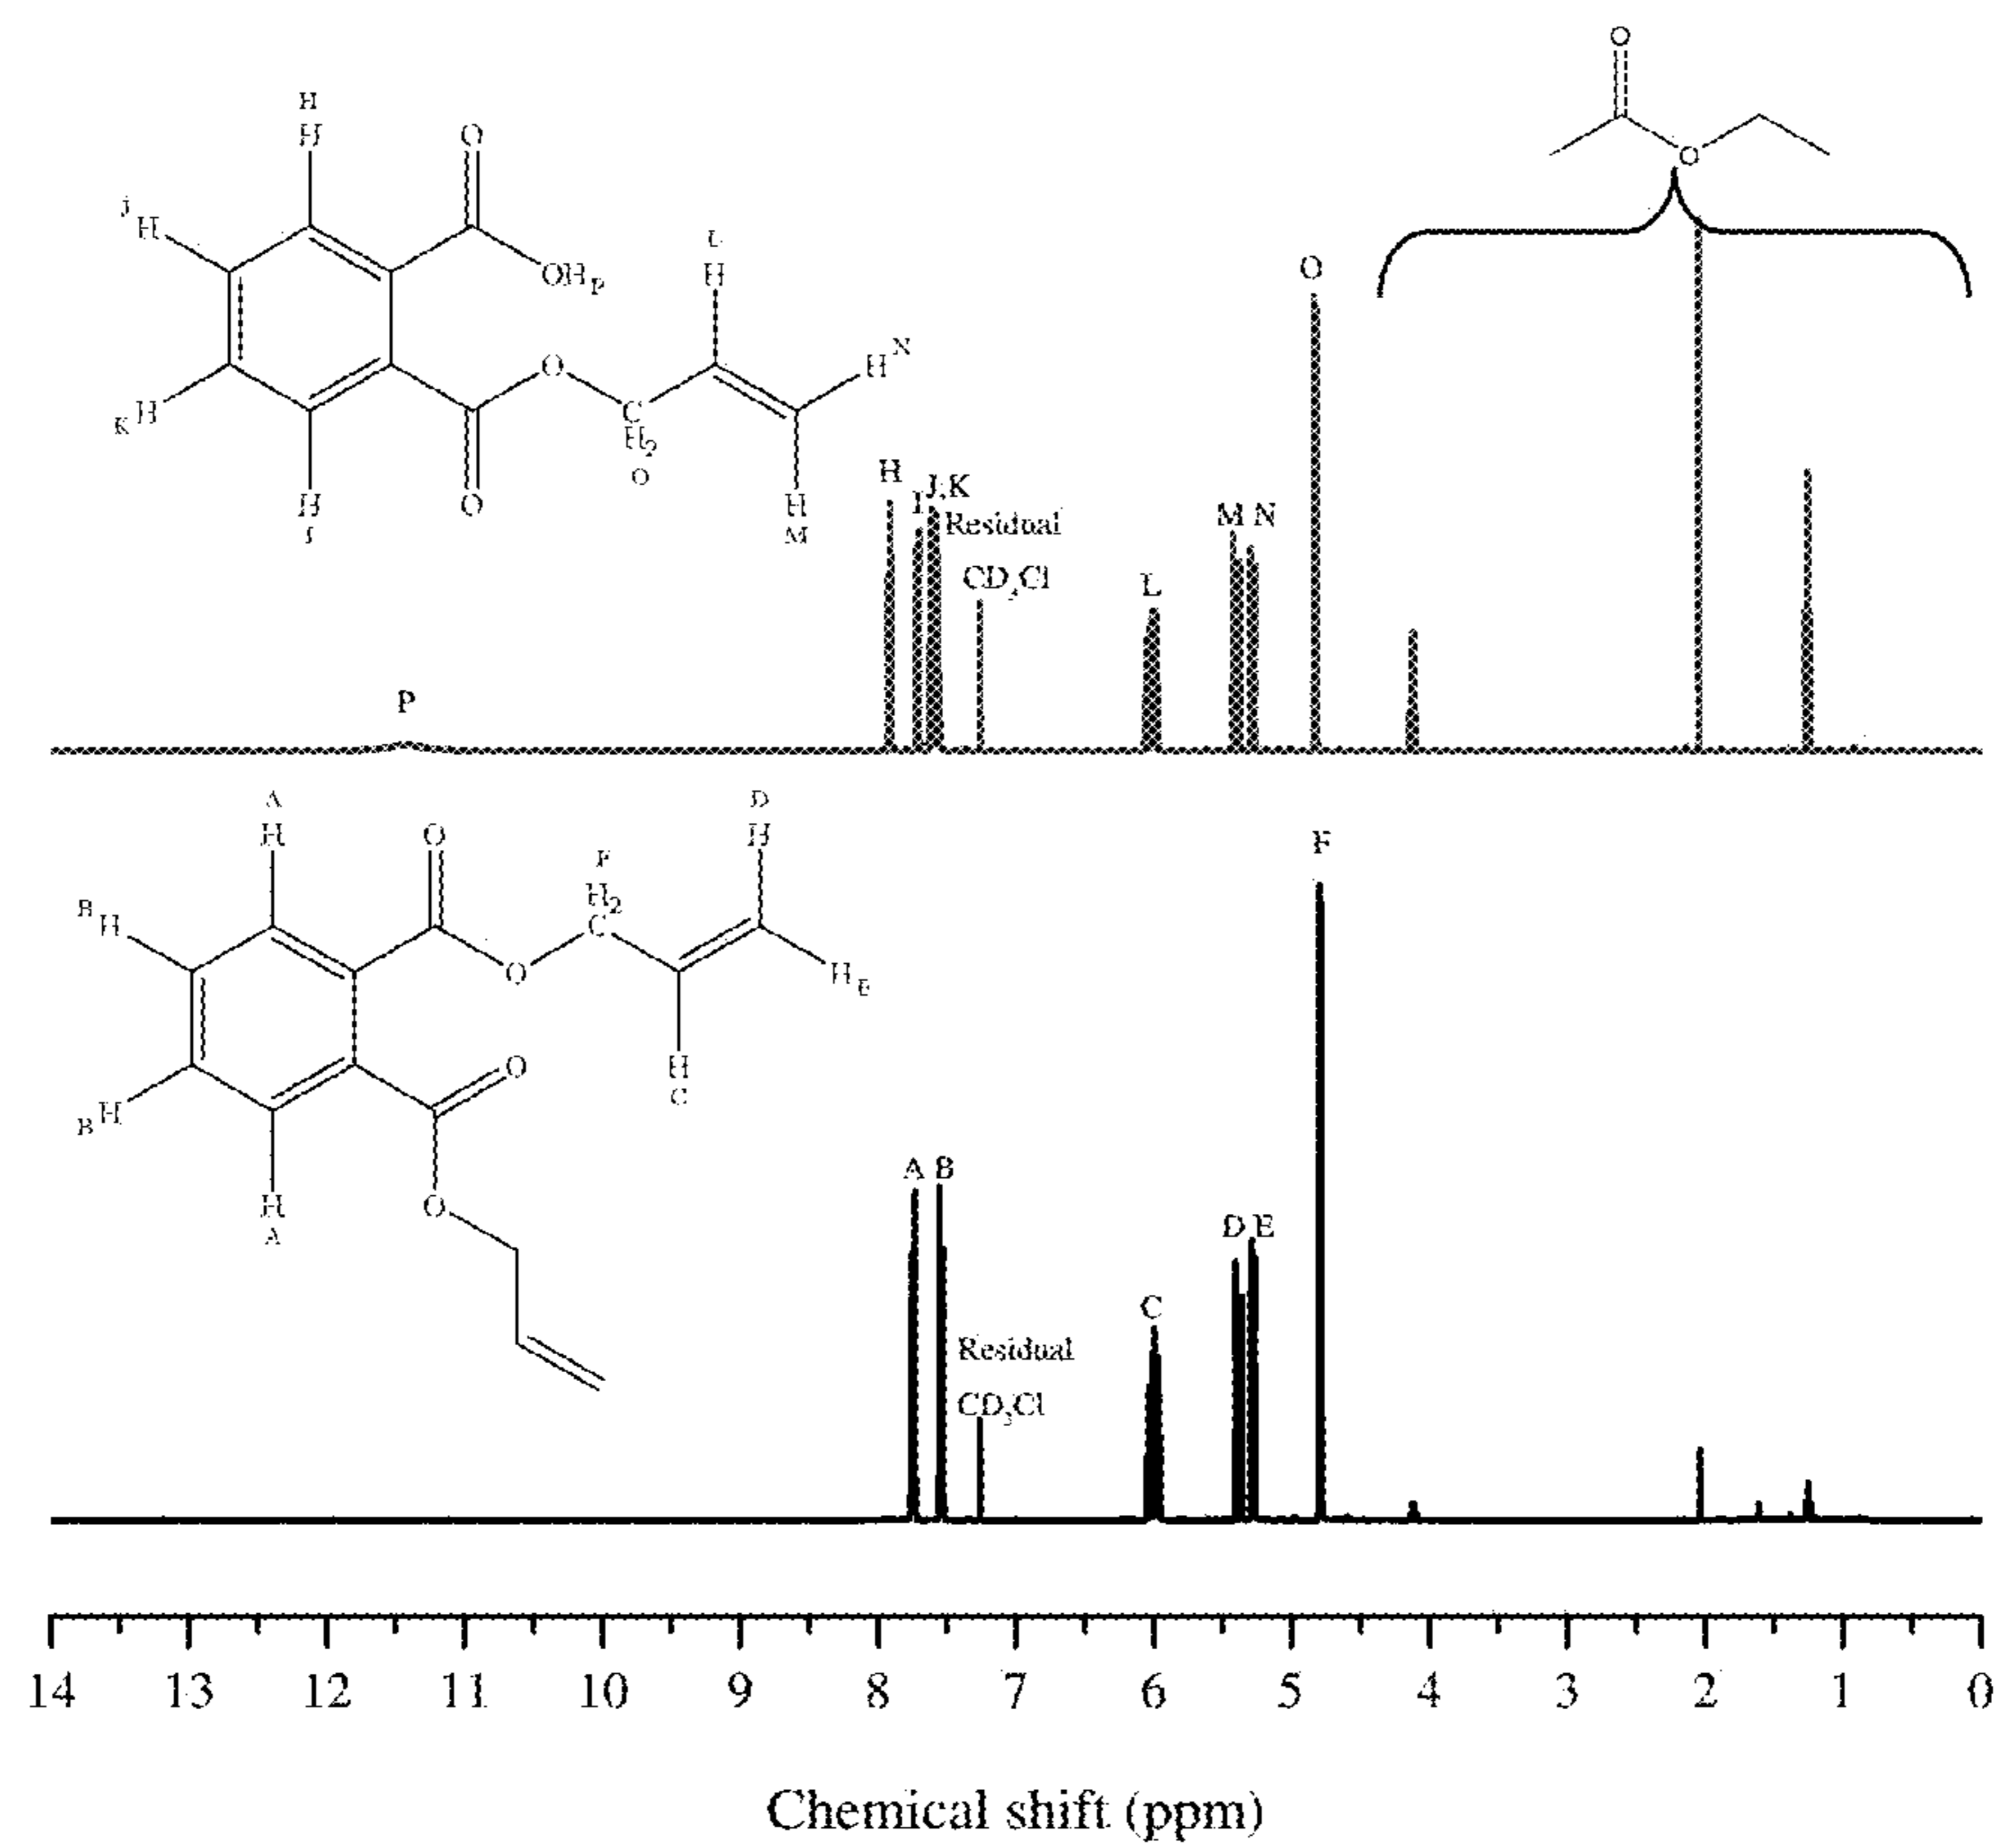 O
O
H
H
O
J
H
OH
P
L
H
O
H
N
K
H
C
H2
O
H
O
H
M
H
I
J,K
Residual
CD3Cl
M
N
L
O
P
A
H
O
D
H
F
H2
C
B
H
O
H
E
O
H
C
B
H
H
A
O
F
A
B
D
E
C
Residual
CD3Cl
14
13
12
11
10
9
8
7
6
5
4
3
2
1
0
Chemical shift (ppm)